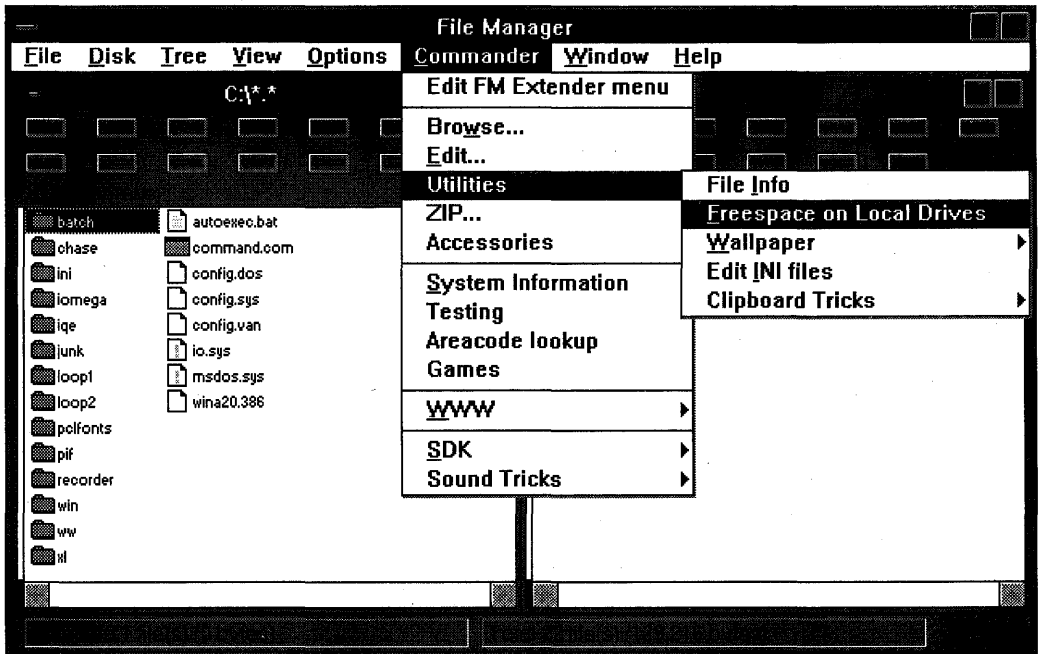 File Manager
File Disk Tree View Options Commander Window Help
C:\*.*
Edit FM Extender menu
Browse...
Edit...
Utilities
ZIP...
Accessories
System Information
Testing
Areacode lookup
Games
WWW
SDK
Sound Tricks
File Info
Freespace on Local Drives
Wallpaper
Edit INI files
Clipboard Tricks
batch
chase
ini
iomega
iqe
junk
loop1
loop2
pclfonts
pif
recorder
win
ww
xl
autoexec.bat
command.com
config.dos
config.sys
config.van
io.sys
msdos.sys
wina20.386